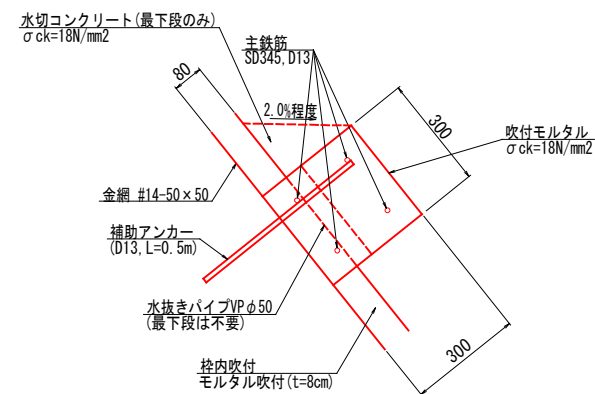 水切コンクリート(最下段のみ)
σck=18N/mm2
80
主鉄筋
SD345,D13
2.0%程度
300
吹付モルタル
σck=18N/mm2
金網 #14-50×50
補助アンカー
(D13,L=0.5m)
水抜きパイプVPφ50
(最下段は不要)
300
枠内吹付
モルタル吹付(t=8cm)